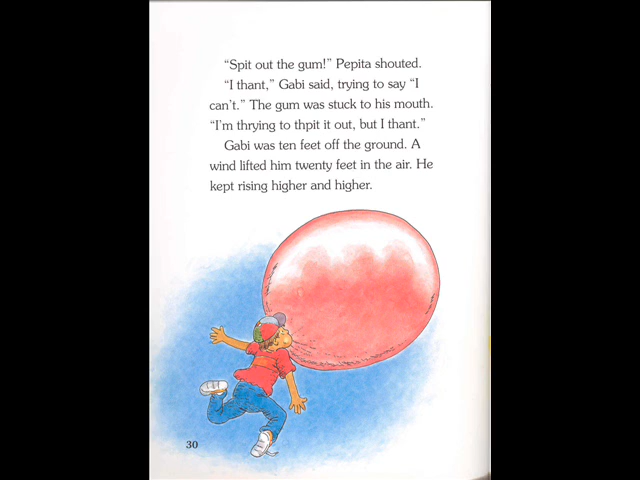 “Spit out the gum!” Pepita shouted.
“I thant,” Gabi said, trying to say “I
can’t.” The gum was stuck to his mouth.
“I’m thrying to thpit it out, but I thant.”
Gabi was ten feet off the ground. A
wind lifted him twenty feet in the air. He
kept rising higher and higher.
30